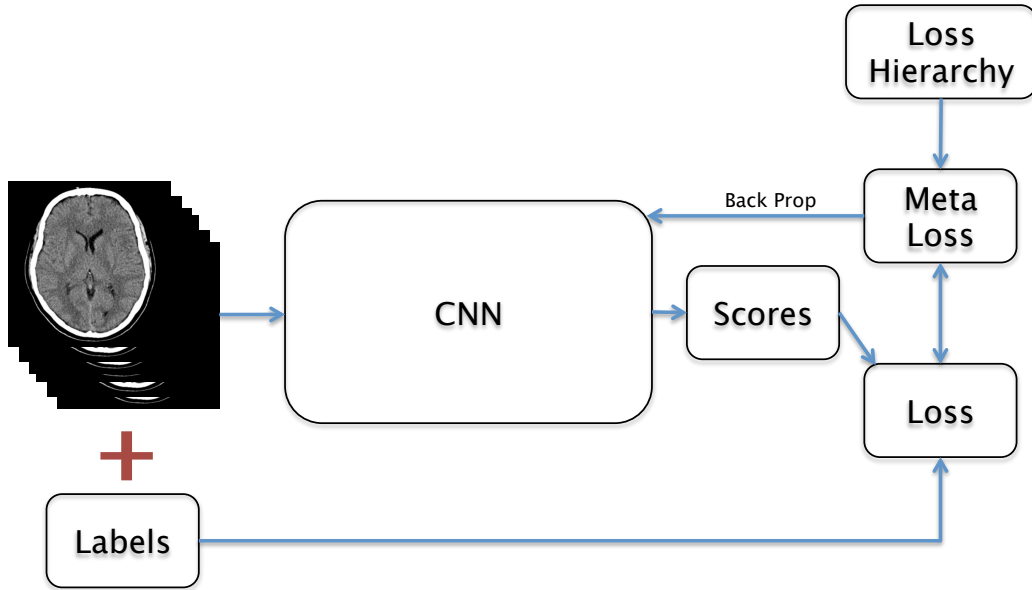 Loss
Hierarchy
Back Prop
Meta
Loss
CNN
Scores
Loss
Labels